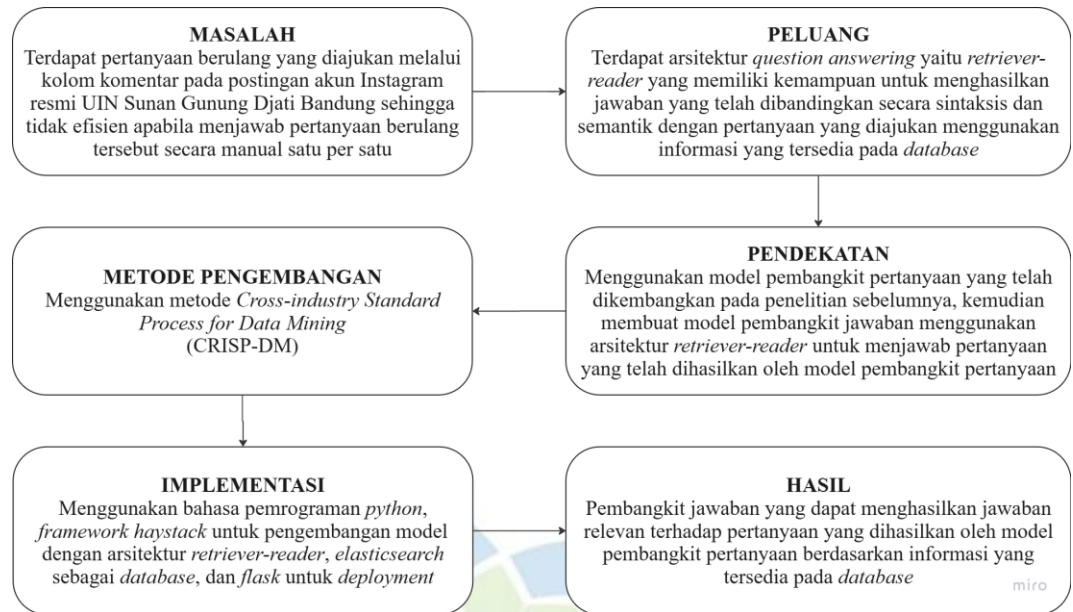 MASALAH
Terdapat pertanyaan berulang yang diajukan melalui
kolom komentar pada postingan akun Instagram
resmi UIN Sunan Gunung Djati Bandung sehingga
tidak efisien apabila menjawab pertanyaan berulang
tersebut secara manual satu per satu
PELUANG
Terdapat arsitektur question answering yaitu retriever-
reader yang memiliki kemampuan untuk menghasilkan
jawaban yang telah dibandingkan secara sintaksis dan
semantik dengan pertanyaan yang diajukan menggunakan
informasi yang tersedia pada database
PENDEKATAN
Menggunakan model pembangkit pertanyaan yang telah
dikembangkan pada penelitian sebelumnya, kemudian
membuat model pembangkit jawaban menggunakan
arsitektur retriever-reader untuk menjawab pertanyaan
yang telah dihasilkan oleh model pembangkit pertanyaan
METODE PENGEMBANGAN
Menggunakan metode Cross-industry Standard
Process for Data Mining
(CRISP-DM)
IMPLEMENTASI
Menggunakan bahasa pemrograman python,
framework haystack untuk pengembangan model
dengan arsitektur retriever-reader, elasticsearch
sebagai database, dan flask untuk deployment
HASIL
Pembangkit jawaban yang dapat menghasilkan jawaban
relevan terhadap pertanyaan yang dihasilkan oleh model
pembangkit pertanyaan berdasarkan informasi yang
tersedia pada database
miro